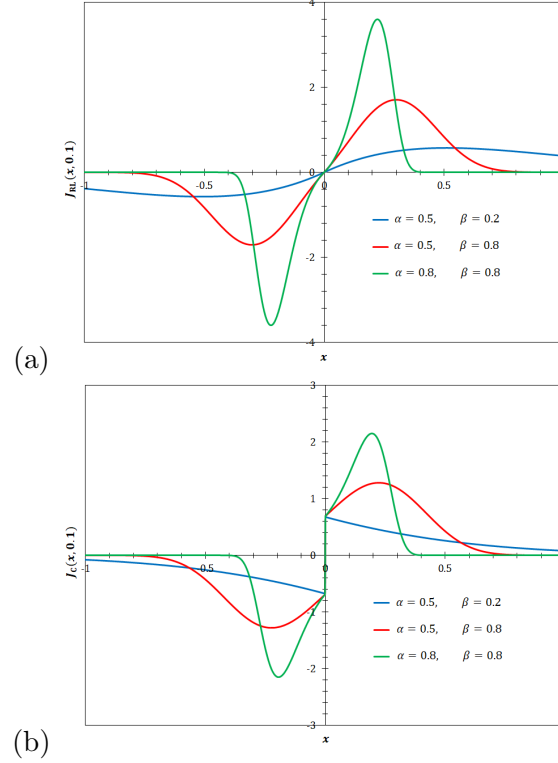 4
2
0
-1
-0.5
0
0.5
-2
-4
J_RL(x,0.1)
α = 0.5, β = 0.2
α = 0.5, β = 0.8
α = 0.8, β = 0.8
x
(a)
3
2
1
0
-1
-0.5
0
0.5
-1
-2
-3
J_C(x,0.1)
α = 0.5, β = 0.2
α = 0.5, β = 0.8
α = 0.8, β = 0.8
x
(b)